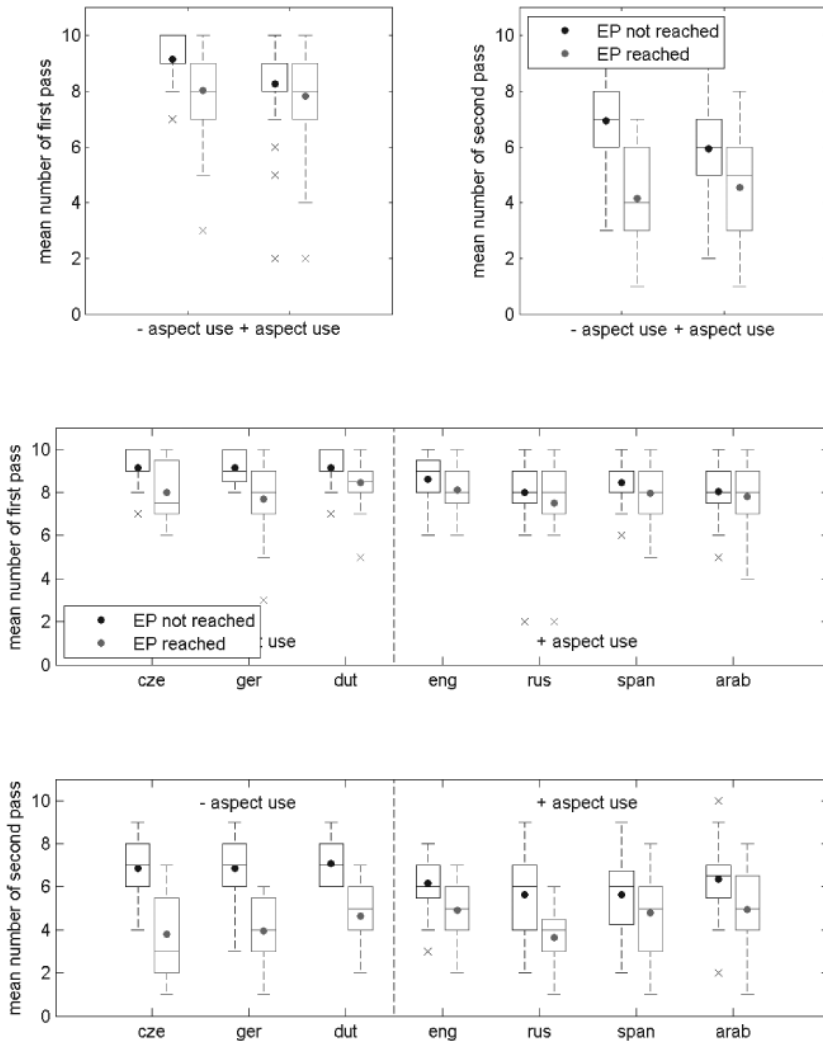 mean number of first pass
10
8
6
4
2
0
- aspect use + aspect use
mean number of second pass
10
8
6
4
2
0
EP not reached
EP reached
- aspect use + aspect use
mean number of first pass
10
8
6
4
2
0
EP not reached
EP reached
t use
+ aspect use
cze ger dut eng rus span arab
mean number of second pass
10
8
6
4
2
0
- aspect use + aspect use
cze ger dut eng rus span arab